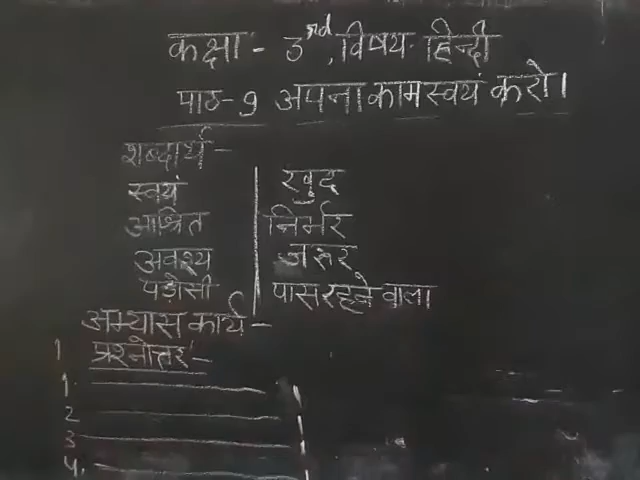 कक्षा - 3rd, विषय - हिन्दी
पाठ - 9 अपना काम स्वयं करो।
शब्दार्थ -
स्वयं | खुद
आश्रित | निर्भर
अवश्य | जरुर
पड़ोसी | पास रहने वाला
अभ्यास कार्य -
1 प्रश्नोत्तर -
1.
2
3
4.